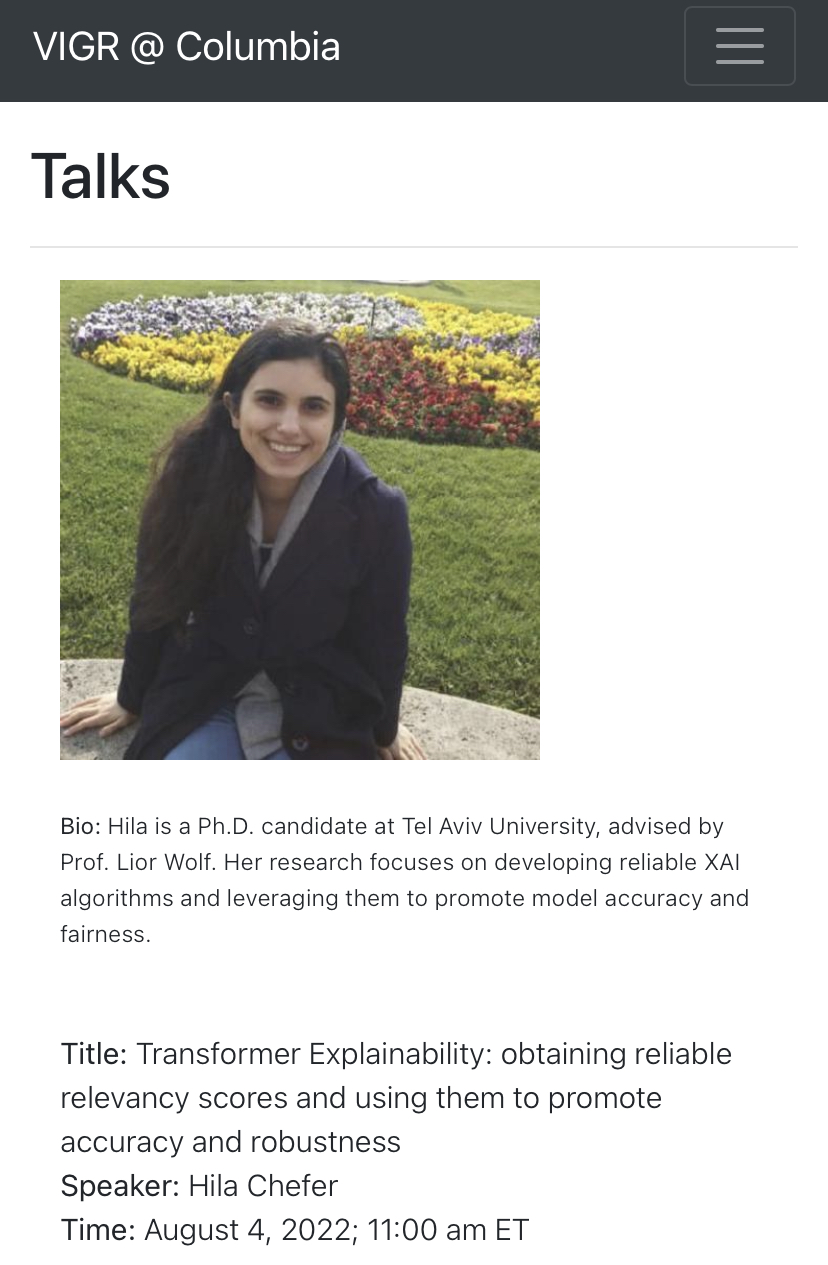 VIGR @ Columbia
Talks
Bio: Hila is a Ph.D. candidate at Tel Aviv University, advised by
Prof. Lior Wolf. Her research focuses on developing reliable XAI
algorithms and leveraging them to promote model accuracy and
fairness.
Title: Transformer Explainability: obtaining reliable
relevancy scores and using them to promote
accuracy and robustness
Speaker: Hila Chefer
Time: August 4, 2022; 11:00 am ET